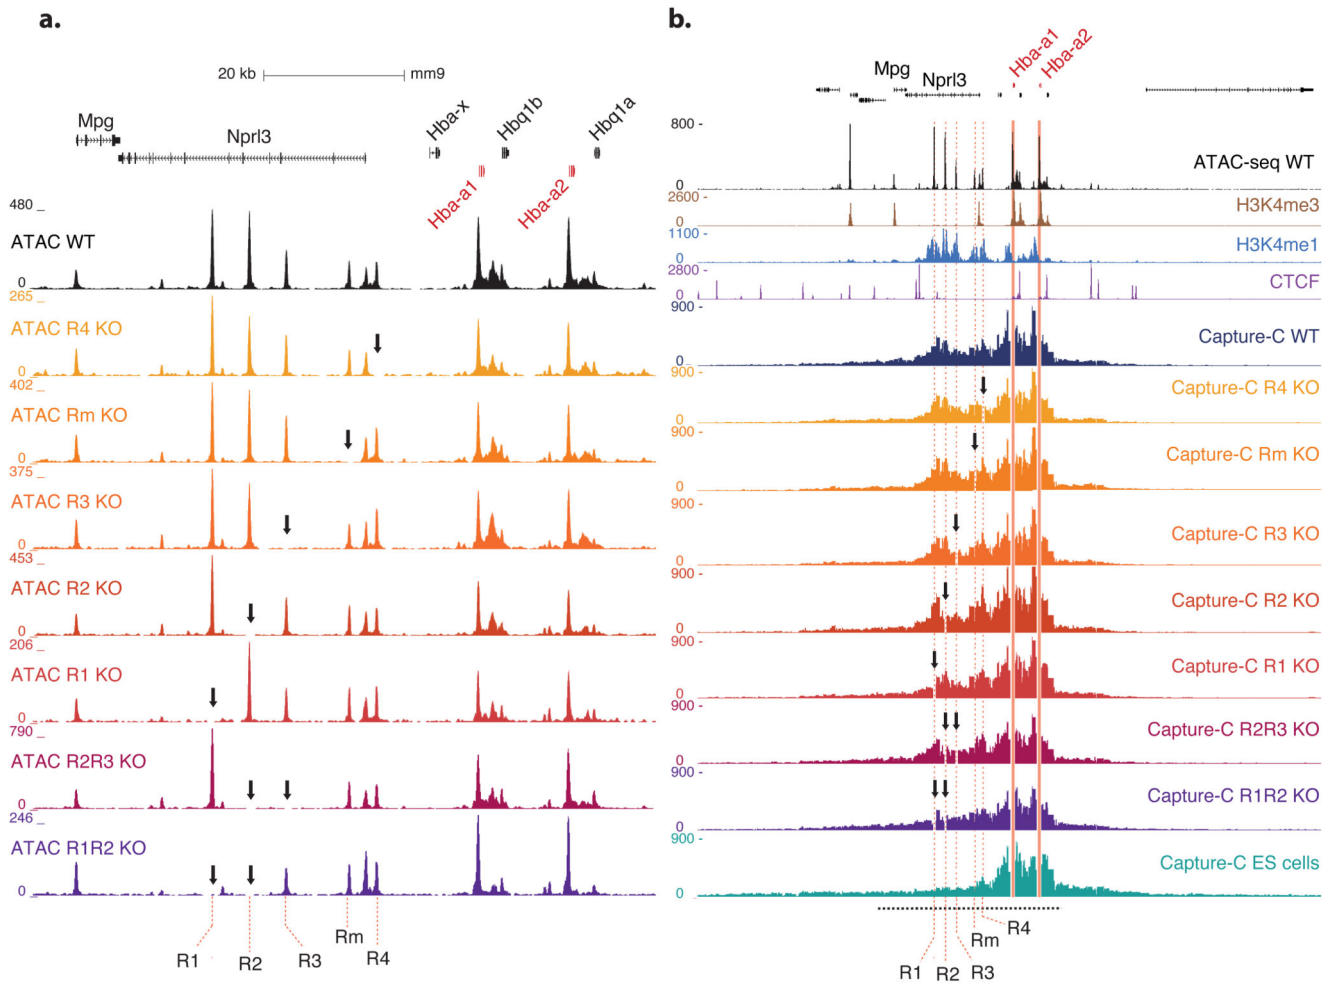 a.
20 kb
mm9
Mpg
Nprl3
Hba-x
Hbq1b
Hbq1a
Hba-a1
Hba-a2
480 _
ATAC WT
0 _
265 _
ATAC R4 KO
0 _
402 _
ATAC Rm KO
0 _
375 _
ATAC R3 KO
0 _
453 _
ATAC R2 KO
0 _
206 _
ATAC R1 KO
0 _
790 _
ATAC R2R3 KO
0 _
246 _
ATAC R1R2 KO
0 _
R1
R2
R3
Rm
R4
b.
Hba-a1
Hba-a2
Mpg
Nprl3
800 -
ATAC-seq WT
0
2600 -
H3K4me3
0
1100 -
H3K4me1
0
2800 -
CTCF
0
900 -
Capture-C WT
0
900 -
Capture-C R4 KO
0
900 -
Capture-C Rm KO
0
900 -
Capture-C R3 KO
0
900 -
Capture-C R2 KO
0
900 -
Capture-C R1 KO
0
900 -
Capture-C R2R3 KO
0
900 -
Capture-C R1R2 KO
0
900 -
Capture-C ES cells
0
R4
Rm
R1
R2
R3